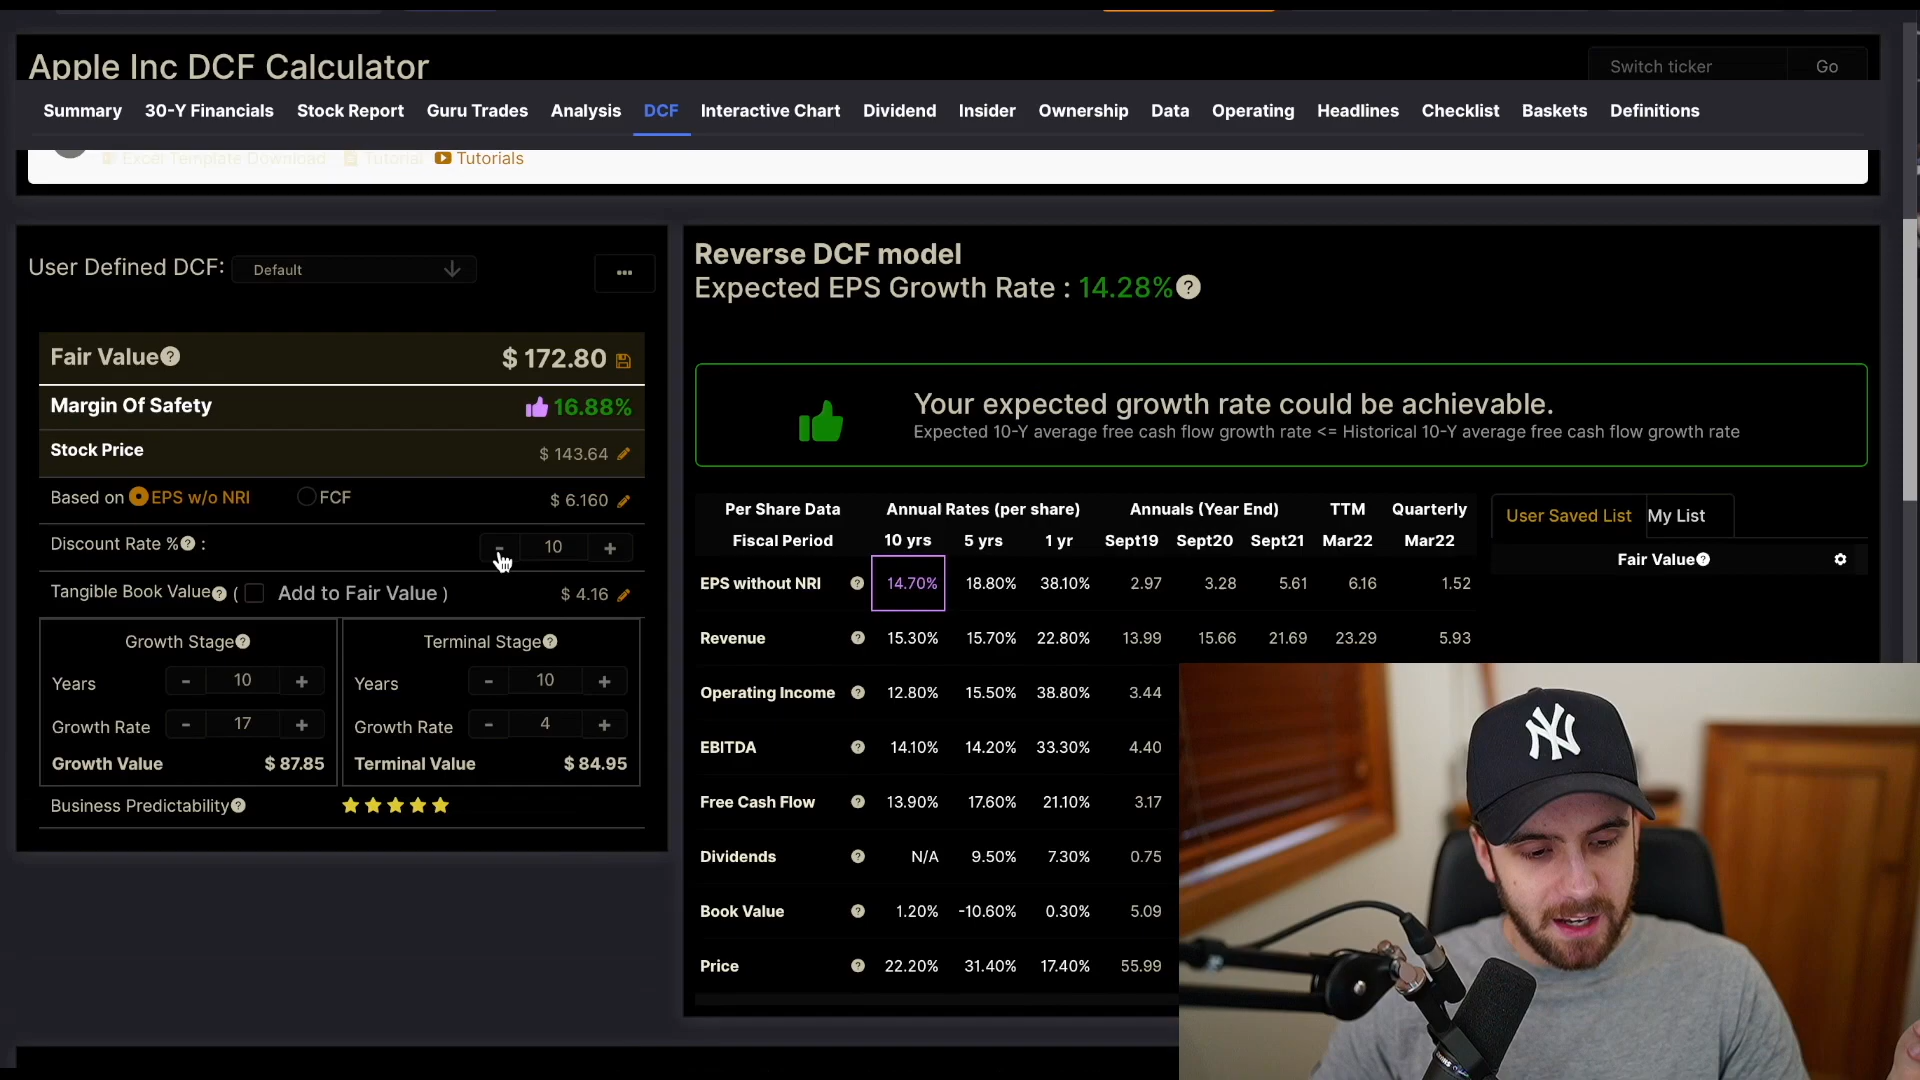 Apple Inc DCF Calculator
Switch ticker Go
Summary 30-Y Financials Stock Report Guru Trades Analysis DCF Interactive Chart Dividend Insider Ownership Data Operating Headlines Checklist Baskets Definitions
Excel Template Download Tutorial Tutorials
User Defined DCF: Default ...
Fair Value $ 172.80
Margin Of Safety 16.88%
Stock Price $ 143.64
Based on EPS w/o NRI FCF $ 6.160
Discount Rate % : - 10 +
Tangible Book Value ( Add to Fair Value ) $ 4.16
Growth Stage Terminal Stage
Years - 10 + Years - 10 +
Growth Rate - 17 + Growth Rate - 4 +
Growth Value $ 87.85 Terminal Value $ 84.95
Business Predictability
Reverse DCF model
Expected EPS Growth Rate : 14.28%
Your expected growth rate could be achievable.
Expected 10-Y average free cash flow growth rate <= Historical 10-Y average free cash flow growth rate
Per Share Data Annual Rates (per share) Annuals (Year End) TTM Quarterly
Fiscal Period 10 yrs 5 yrs 1 yr Sept19 Sept20 Sept21 Mar22 Mar22
EPS without NRI 14.70% 18.80% 38.10% 2.97 3.28 5.61 6.16 1.52
Revenue 15.30% 15.70% 22.80% 13.99 15.66 21.69 23.29 5.93
Operating Income 12.80% 15.50% 38.80% 3.44
EBITDA 14.10% 14.20% 33.30% 4.40
Free Cash Flow 13.90% 17.60% 21.10% 3.17
Dividends N/A 9.50% 7.30% 0.75
Book Value 1.20% -10.60% 0.30% 5.09
Price 22.20% 31.40% 17.40% 55.99
User Saved List My List
Fair Value
NY